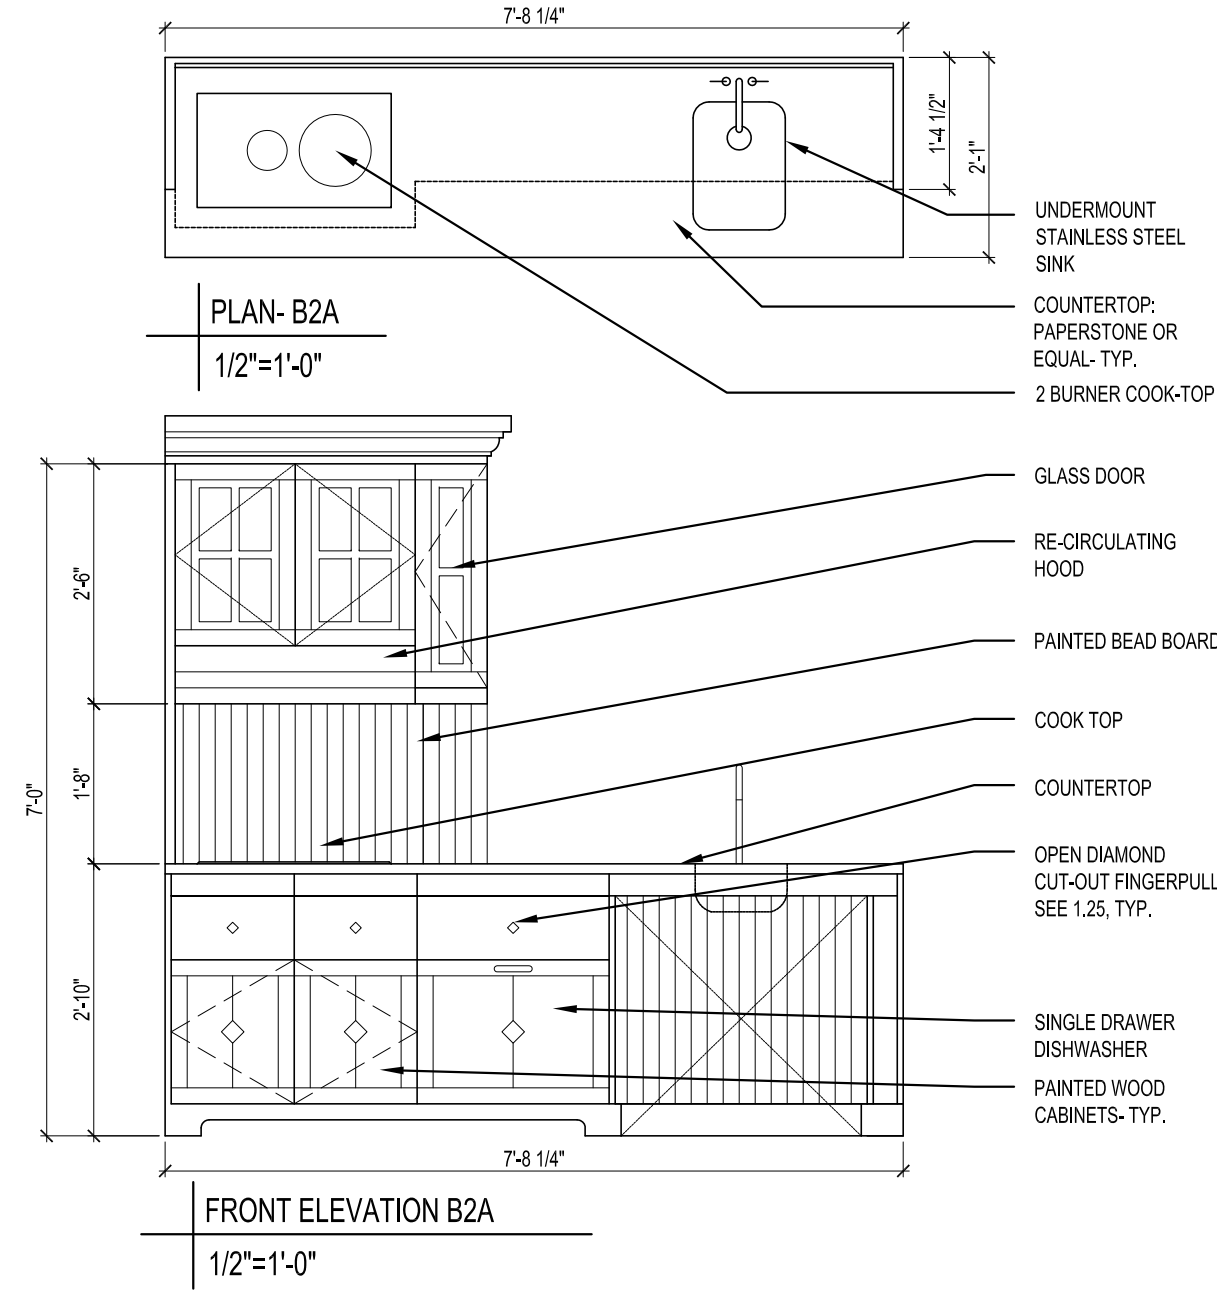 7'-8 1/4"
1'-4 1/2"
2'-1"
UNDERMOUNT
STAINLESS STEEL
SINK
COUNTERTOP:
PAPERSTONE OR
EQUAL- TYP.
2 BURNER COOK-TOP
PLAN- B2A
1/2"=1'-0"
GLASS DOOR
RE-CIRCULATING
HOOD
PAINTED BEAD BOARD
COOK TOP
COUNTERTOP
OPEN DIAMOND
CUT-OUT FINGERPULL
SEE 1.25, TYP.
SINGLE DRAWER
DISHWASHER
PAINTED WOOD
CABINETS- TYP.
2'-6"
1'-8"
7'-0"
2'-10"
7'-8 1/4"
FRONT ELEVATION B2A
1/2"=1'-0"